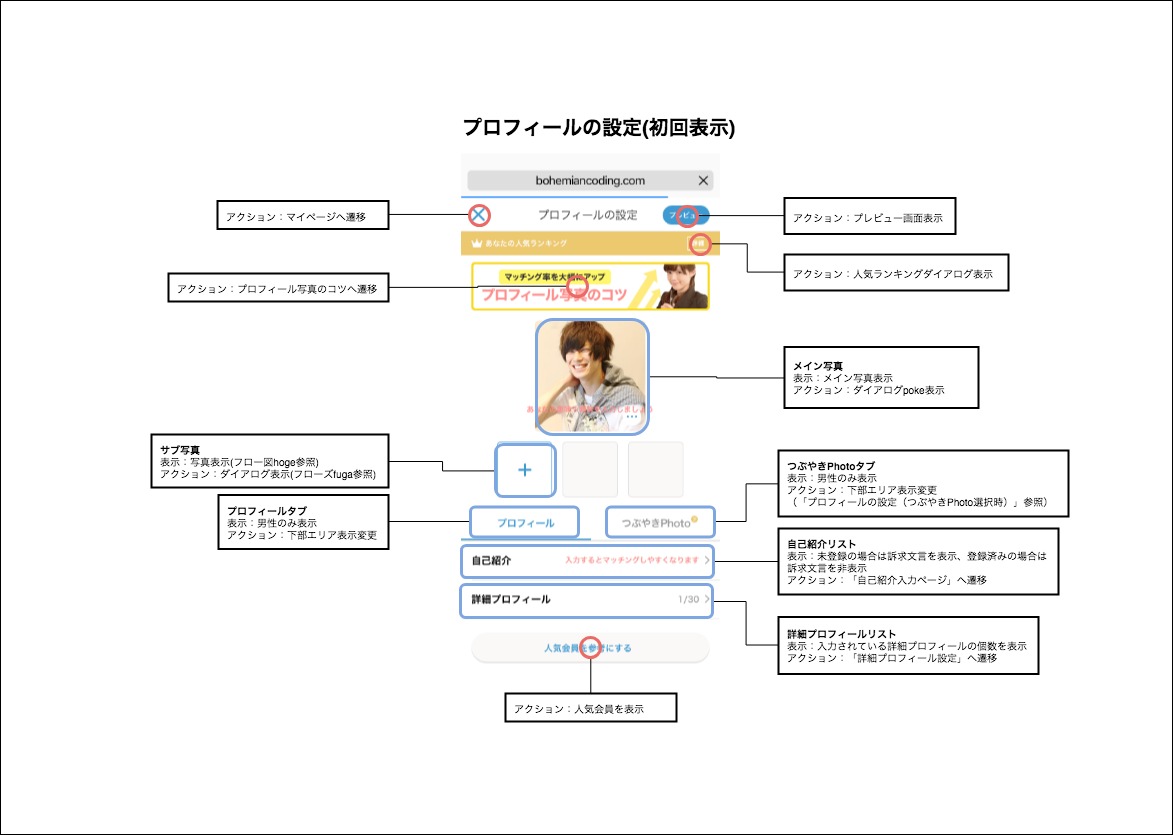 プロフィールの設定(初回表示)
bohemiancoding.com
アクション：マイページへ遷移
プロフィールの設定
プレビュ
アクション：プレビュー画面表示
あなたの人気ランキング
アクション：人気ランキングダイアログ表示
アクション：プロフィール写真のコツへ遷移
マッチング率を大幅にアップ
プロフィール写真のコツ
メイン写真
表示：メイン写真表示
アクション：ダイアログpoke表示
サブ写真
表示：写真表示(フロー図hoge参照)
アクション：ダイアログ表示(フローズfuga参照)
つぶやきPhotoタブ
表示：男性のみ表示
アクション：下部エリア表示変更
（「プロフィールの設定（つぶやきPhoto選択時）」参照）
プロフィールタブ
表示：男性のみ表示
アクション：下部エリア表示変更
プロフィール
つぶやきPhoto
自己紹介
入力するとマッチングしやすくなります
自己紹介リスト
表示：未登録の場合は訴求文言を表示、登録済みの場合は
訴求文言を非表示
アクション：「自己紹介入力ページ」へ遷移
詳細プロフィール
1/30
詳細プロフィールリスト
表示：入力されている詳細プロフィールの個数を表示
アクション：「詳細プロフィール設定」へ遷移
人気会員を参考にする
アクション：人気会員を表示